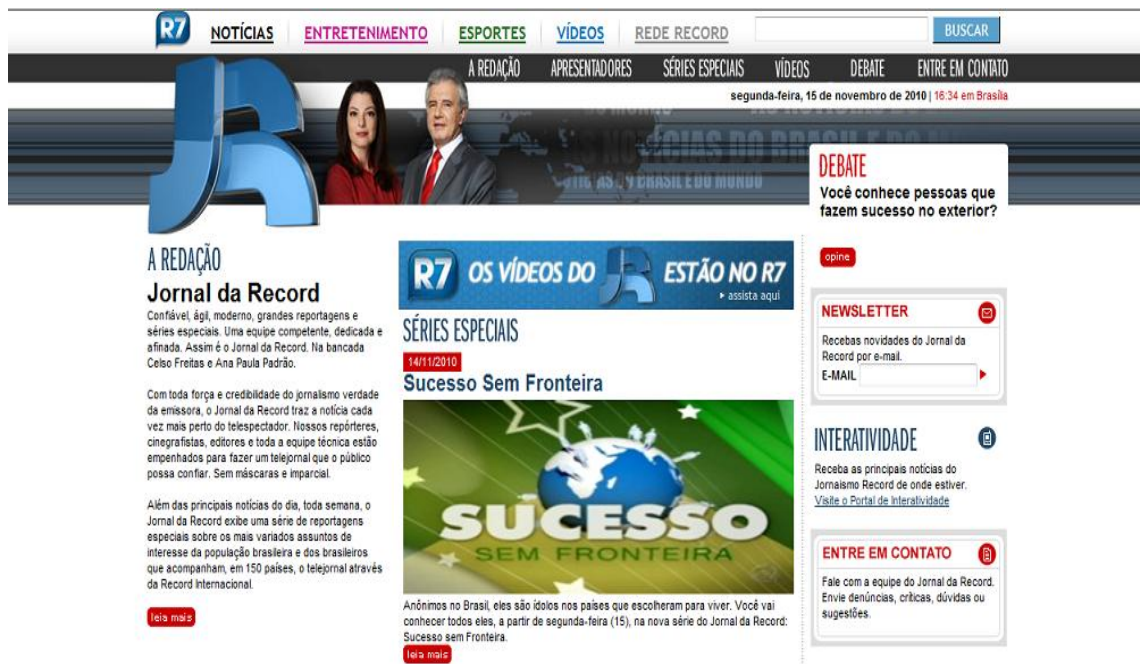 R7 NOTÍCIAS ENTRETENIMENTO ESPORTES VÍDEOS REDE RECORD BUSCAR
A REDAÇÃO APRESENTADORES SÉRIES ESPECIAIS VÍDEOS DEBATE ENTRE EM CONTATO
segunda-feira, 15 de novembro de 2010 | 16:34 em Brasília
JR
NOTÍCIAS DO BRASIL E DO MUNDO
DEBATE
Você conhece pessoas que
fazem sucesso no exterior?
opine
A REDAÇÃO
Jornal da Record
Confiável, ágil, moderno, grandes reportagens e
séries especiais. Uma equipe competente, dedicada e
afinada. Assim é o Jornal da Record. Na bancada
Celso Freitas e Ana Paula Padrão.
Com toda força e credibilidade do jornalismo verdade
da emissora, o Jornal da Record traz a notícia cada
vez mais perto do telespectador. Nossos repórteres,
cinegrafistas, editores e toda a equipe técnica estão
empenhados para fazer um telejornal que o público
possa confiar. Sem máscaras e imparcial.
Além das principais notícias do dia, toda semana, o
Jornal da Record exibe uma série de reportagens
especiais sobre os mais variados assuntos de
interesse da população brasileira e dos brasileiros
que acompanham, em 150 países, o telejornal através
da Record Internacional.
leia mais
R7 OS VÍDEOS DO JR ESTÃO NO R7
assista aqui
SÉRIES ESPECIAIS
14/11/2010
Sucesso Sem Fronteira
SUCESSO
SEM FRONTEIRA
Anônimos no Brasil, eles são ídolos nos países que escolheram para viver. Você vai
conhecer todos eles, a partir de segunda-feira (15), na nova série do Jornal da Record:
Sucesso sem Fronteira.
leia mais
NEWSLETTER
Recebas novidades do Jornal da
Record por e-mail.
E-MAIL
INTERATIVIDADE
Receba as principais notícias do
Jornaismo Record de onde estiver.
Visite o Portal de Interatividade
ENTRE EM CONTATO
Fale com a equipe do Jornal da Record.
Envie denúncias, críticas, dúvidas ou
sugestões.